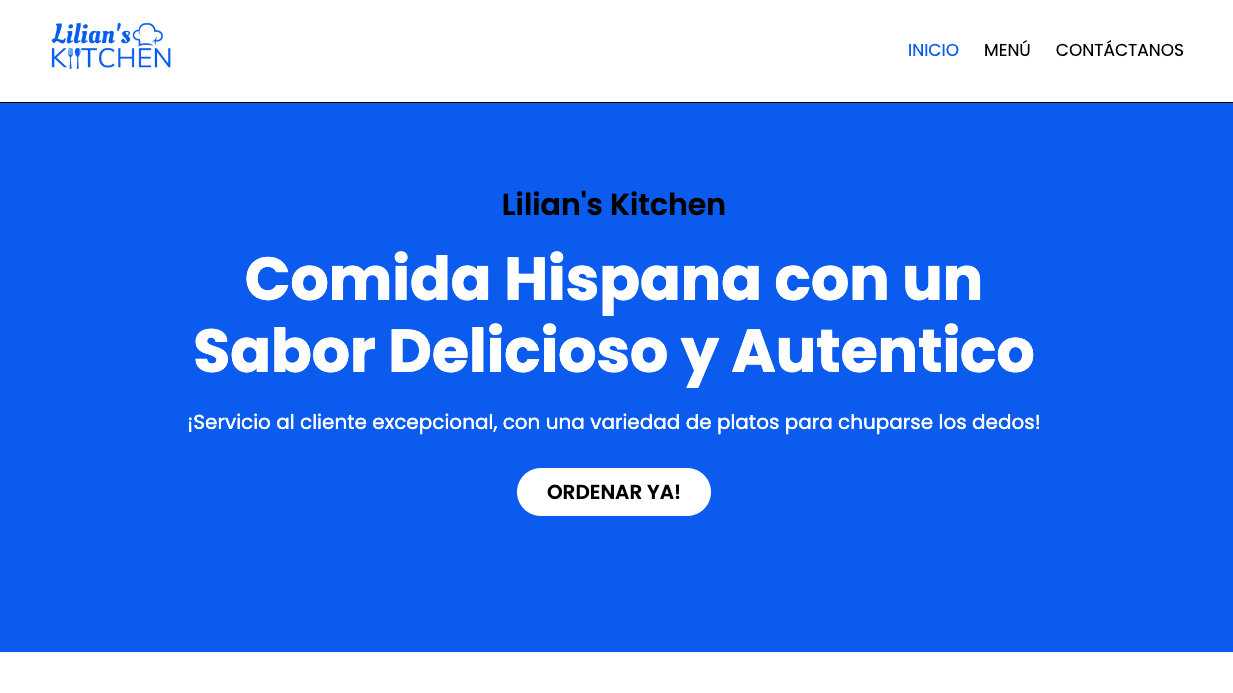 Lilian's
KITCHEN
INICIO MENÚ CONTÁCTANOS
Lilian's Kitchen
Comida Hispana con un
Sabor Delicioso y Autentico
¡Servicio al cliente excepcional, con una variedad de platos para chuparse los dedos!
ORDENAR YA!